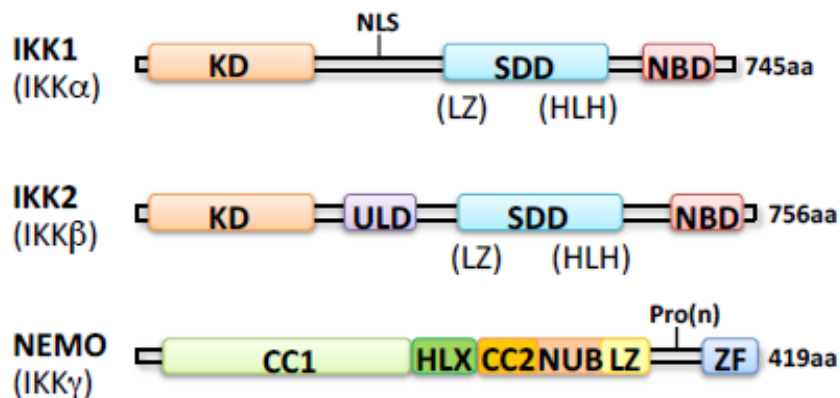 NLS
IKK1 KD SDD NBD 745aa
(IKKα) (LZ) (HLH)
IKK2 KD ULD SDD NBD 756aa
(IKKβ) (LZ) (HLH)
Pro(n)
NEMO CC1 HLX CC2 NUB LZ ZF 419aa
(IKKγ)